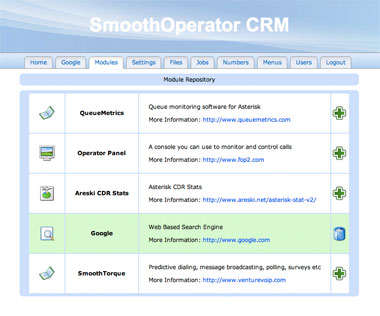 SmoothOperator CRM
Home Google Modules Settings Files Jobs Numbers Menus Users Logout
Module Repository
QueueMetrics
Queue monitoring software for Asterisk
More Information: http://www.queuemetrics.com
Operator Panel
A console you can use to monitor and control calls
More Information: http://www.fop2.com
Areski CDR Stats
Asterisk CDR Stats
More Information: http://www.areski.net/asterisk-stat-v2/
Google
Web Based Search Engine
More Information: http://www.google.com
SmoothTorque
Predictive dialing, message broadcasting, polling, surveys etc
More Information: http://www.venturevoip.com